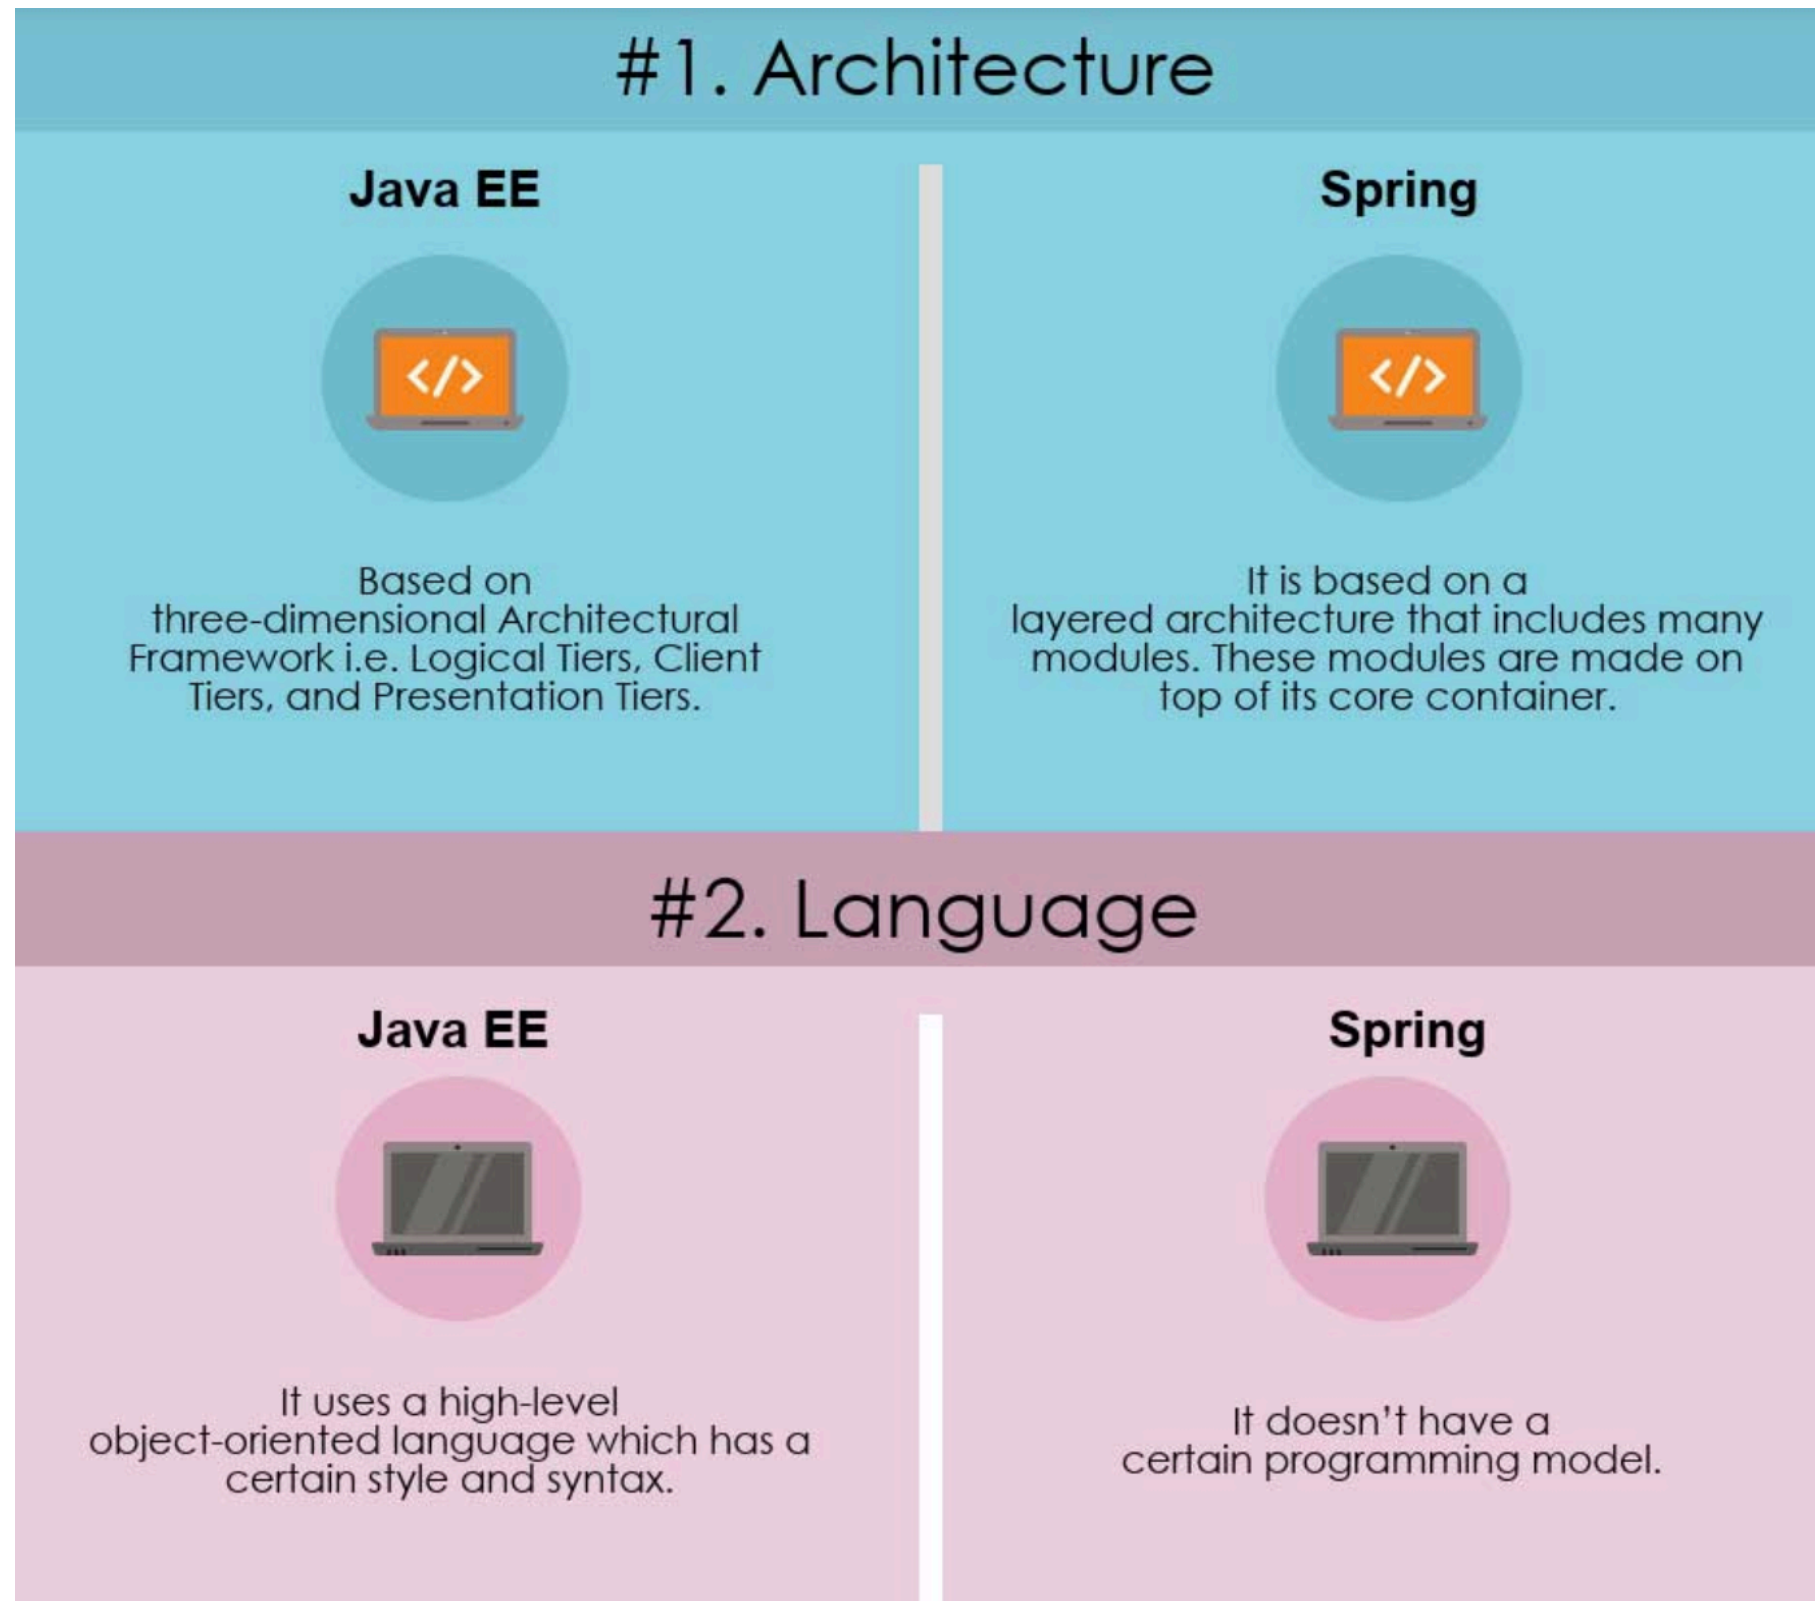 #1. Architecture
Java EE
</>
Based on
three-dimensional Architectural
Framework i.e. Logical Tiers, Client
Tiers, and Presentation Tiers.
Spring
</>
It is based on a
layered architecture that includes many
modules. These modules are made on
top of its core container.
#2. Language
Java EE
It uses a high-level
object-oriented language which has a
certain style and syntax.
Spring
It doesn't have a
certain programming model.